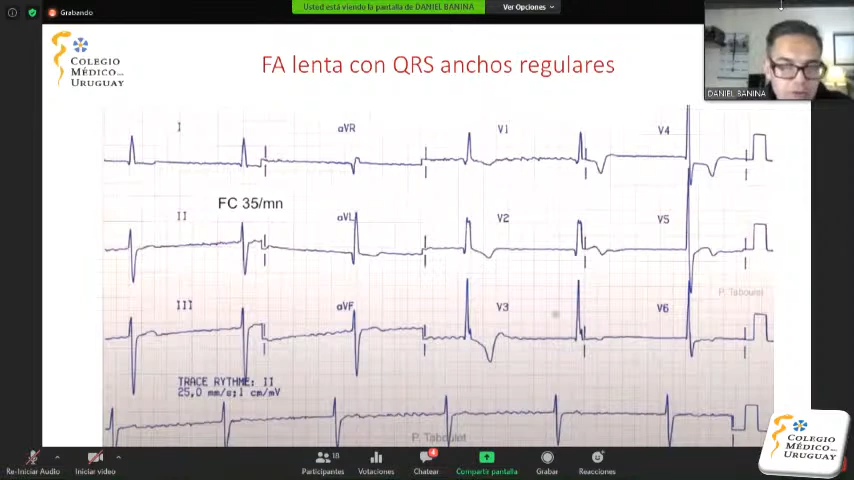 Grabando
Usted está viendo la pantalla de DANIEL BANINA
Ver Opciones
COLEGIO
MÉDICO DEL
URUGUAY
FA lenta con QRS anchos regulares
DANIEL BANINA
I
aVR
V1
V4
FC 35/mn
II
aVL
V2
V5
P. Taboulet
III
aVF
V3
V6
TRACE RYTHME: II
25,0 mm/s;1 cm/mV
P. Taboulet
COLEGIO
MÉDICO DEL
URUGUAY
18
4
Re-Iniciar Audio
Iniciar video
Participantes
Votaciones
Chatear
Compartir pantalla
Grabar
Reacciones